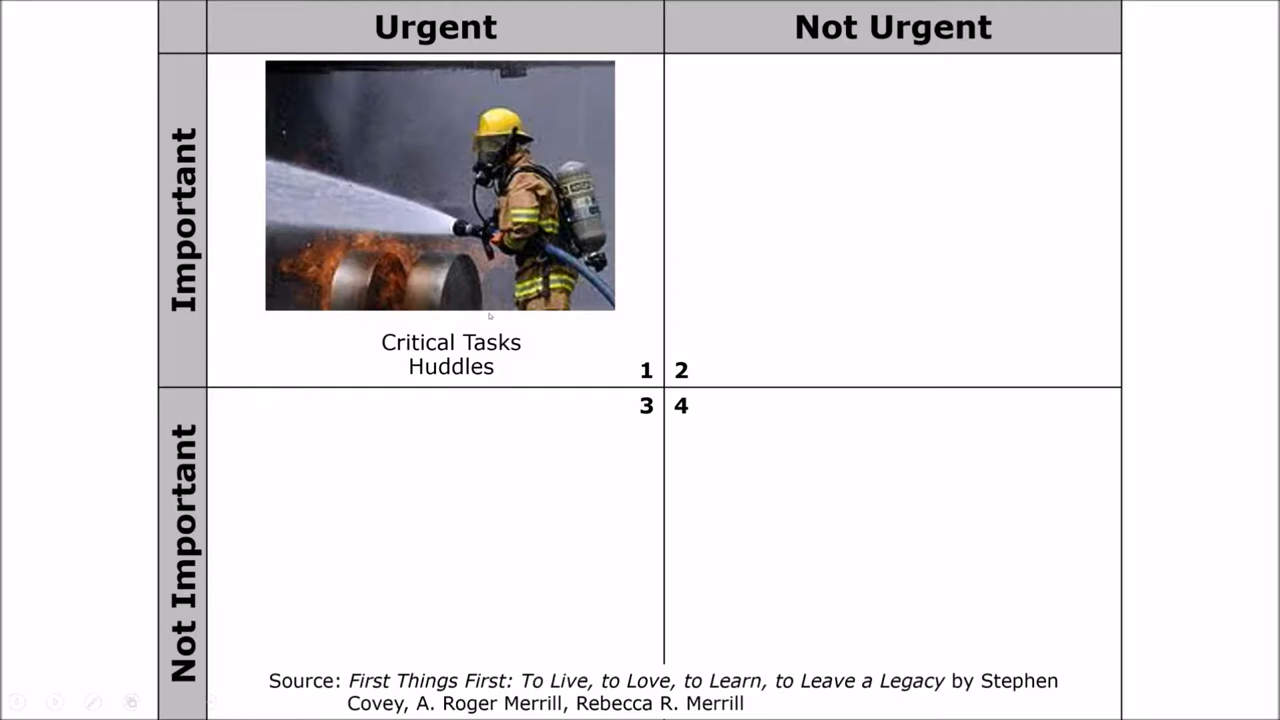 Urgent
Not Urgent
Important
Critical Tasks
Huddles
1
2
3
4
Not Important
Source: First Things First: To Live, to Love, to Learn, to Leave a Legacy by Stephen
Covey, A. Roger Merrill, Rebecca R. Merrill